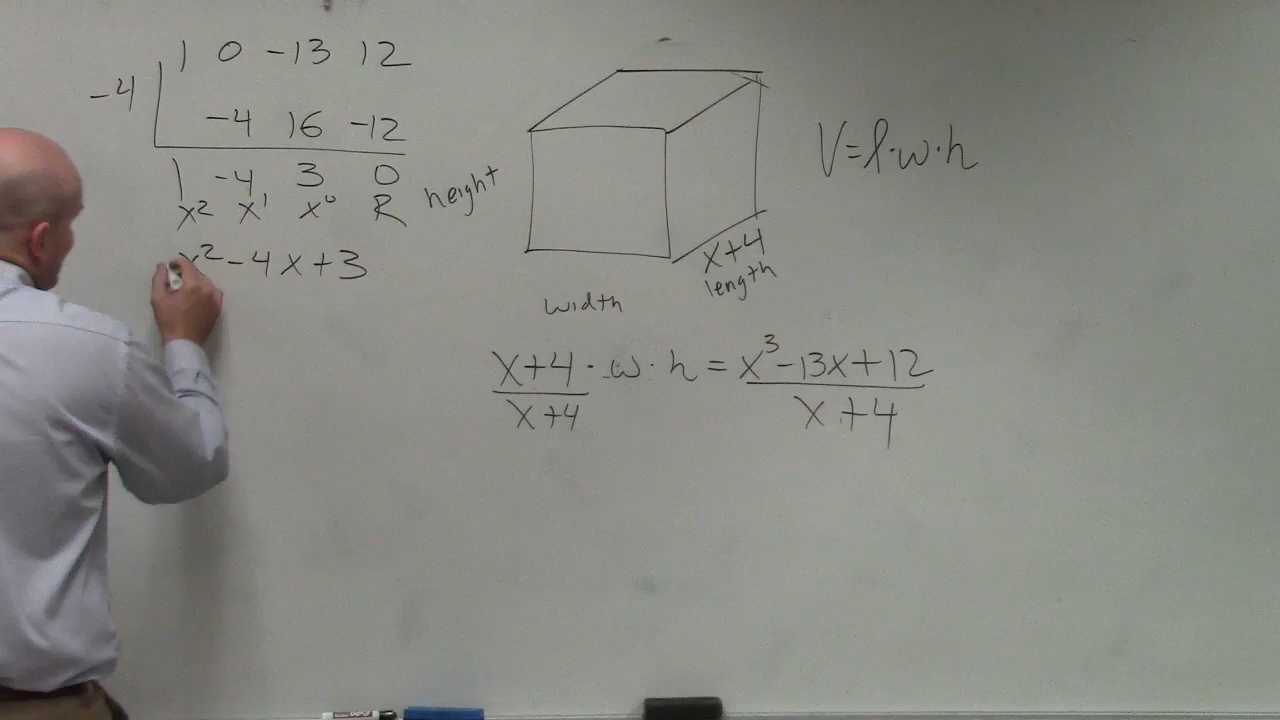 1 0 -13 12
-4
-4 16 -12
1 -4 3 0
x² x¹ x⁰ R
x²-4x+3
height
width
x+4
length
V=l·w·h
x+4 · w · h = x³-13x+12
x+4 x+4